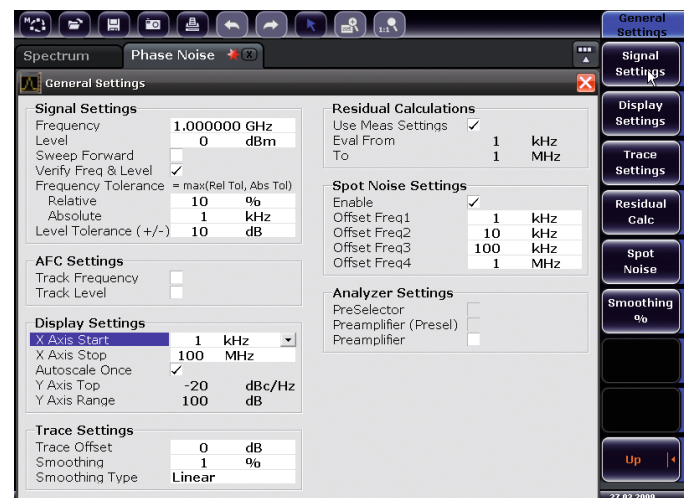 General Settings
Spectrum
Phase Noise
General Settings
Signal Settings
Frequency 1.000000 GHz
Level 0 dBm
Sweep Forward
Verify Freq & Level
Frequency Tolerance = max(Rel Tol, Abs Tol)
Relative 10 %
Absolute 1 kHz
Level Tolerance (+/-) 10 dB
AFC Settings
Track Frequency
Track Level
Display Settings
X Axis Start 1 kHz
X Axis Stop 100 MHz
Autoscale Once
Y Axis Top -20 dBc/Hz
Y Axis Range 100 dB
Trace Settings
Trace Offset 0 dB
Smoothing 1 %
Smoothing Type Linear
Residual Calculations
Use Meas Settings
Eval From 1 kHz
To 1 MHz
Spot Noise Settings
Enable
Offset Freq1 1 kHz
Offset Freq2 10 kHz
Offset Freq3 100 kHz
Offset Freq4 1 MHz
Analyzer Settings
PreSelector
Preamplifier (Presel)
Preamplifier
Signal
Settings
Display
Settings
Trace
Settings
Residual
Calc
Spot
Noise
Smoothing
%
Up
27.03.2009